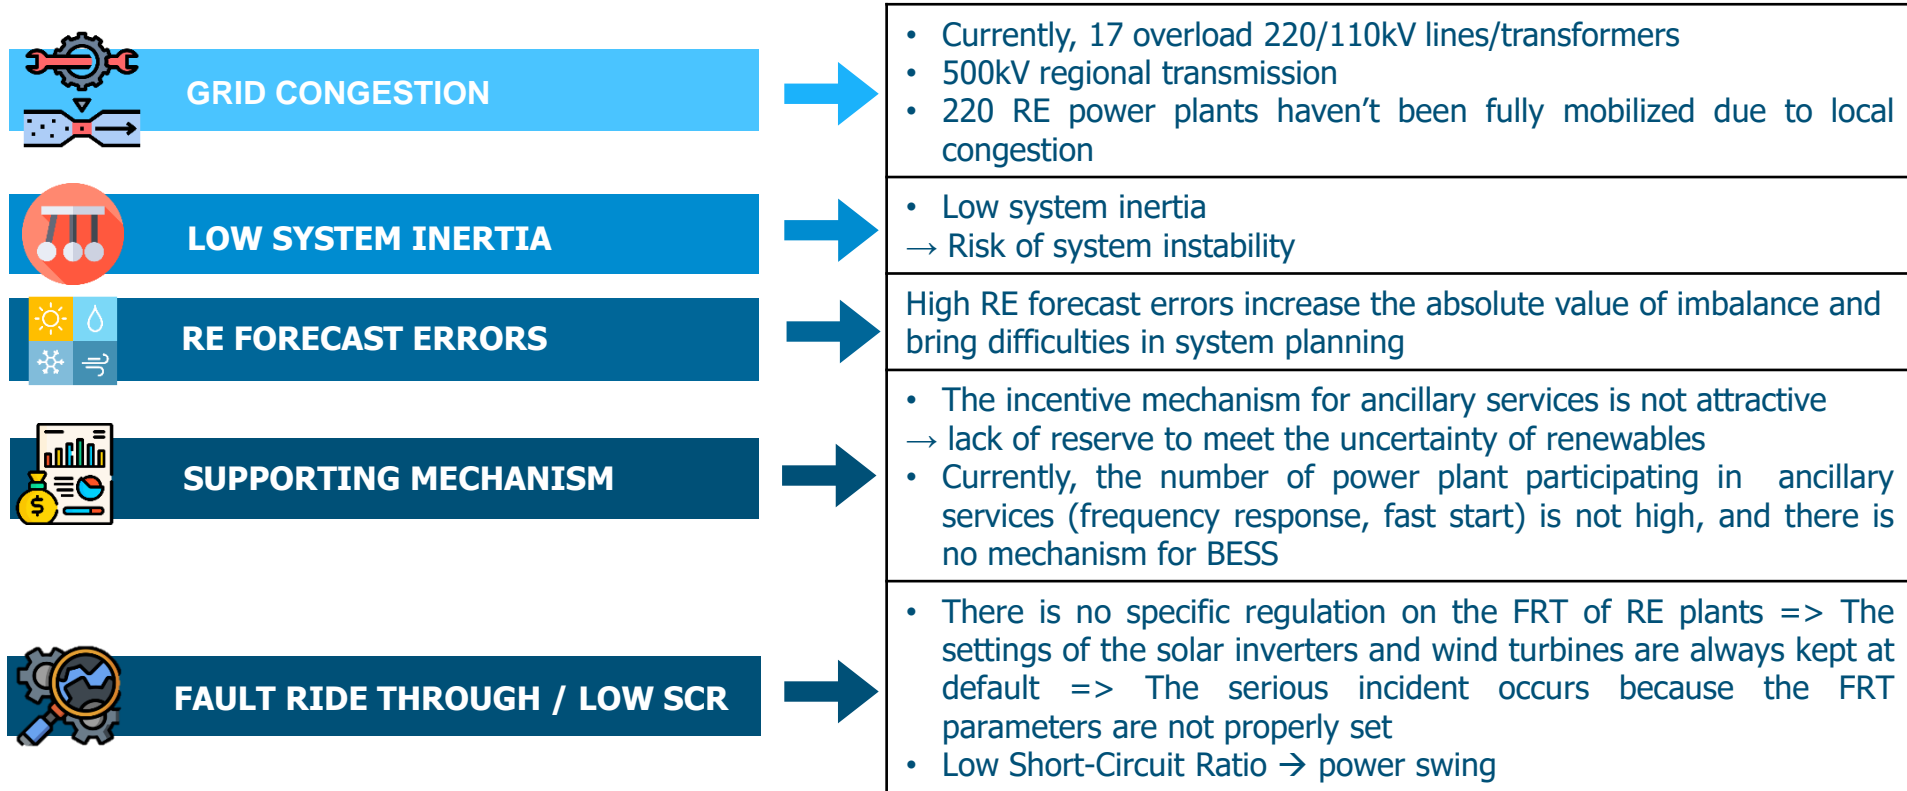 GRID CONGESTION
• Currently, 17 overload 220/110kV lines/transformers
• 500kV regional transmission
• 220 RE power plants haven’t been fully mobilized due to local
congestion
LOW SYSTEM INERTIA
• Low system inertia
→ Risk of system instability
RE FORECAST ERRORS
High RE forecast errors increase the absolute value of imbalance and
bring difficulties in system planning
SUPPORTING MECHANISM
• The incentive mechanism for ancillary services is not attractive
→ lack of reserve to meet the uncertainty of renewables
• Currently, the number of power plant participating in ancillary
services (frequency response, fast start) is not high, and there is
no mechanism for BESS
FAULT RIDE THROUGH / LOW SCR
• There is no specific regulation on the FRT of RE plants => The
settings of the solar inverters and wind turbines are always kept at
default => The serious incident occurs because the FRT
parameters are not properly set
• Low Short-Circuit Ratio → power swing